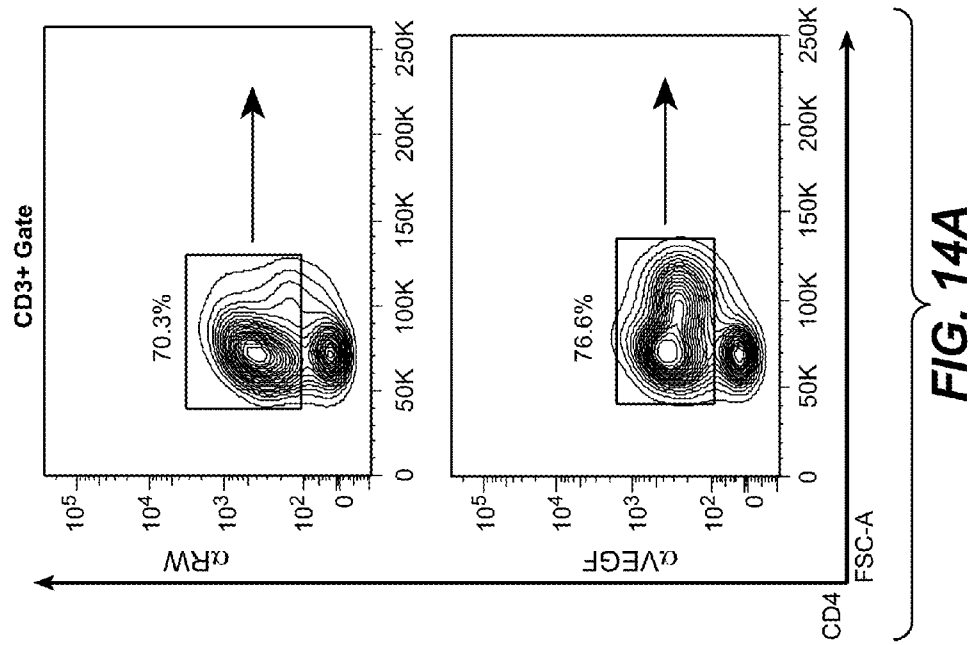 CD3+ Gate
αRW
70.3%
10⁵
10⁴
10³
10²
0
0
50K
100K
150K
200K
250K
αVEGF
76.6%
10⁵
10⁴
10³
10²
0
0
50K
100K
150K
200K
250K
CD4
FSC-A
FIG. 14A